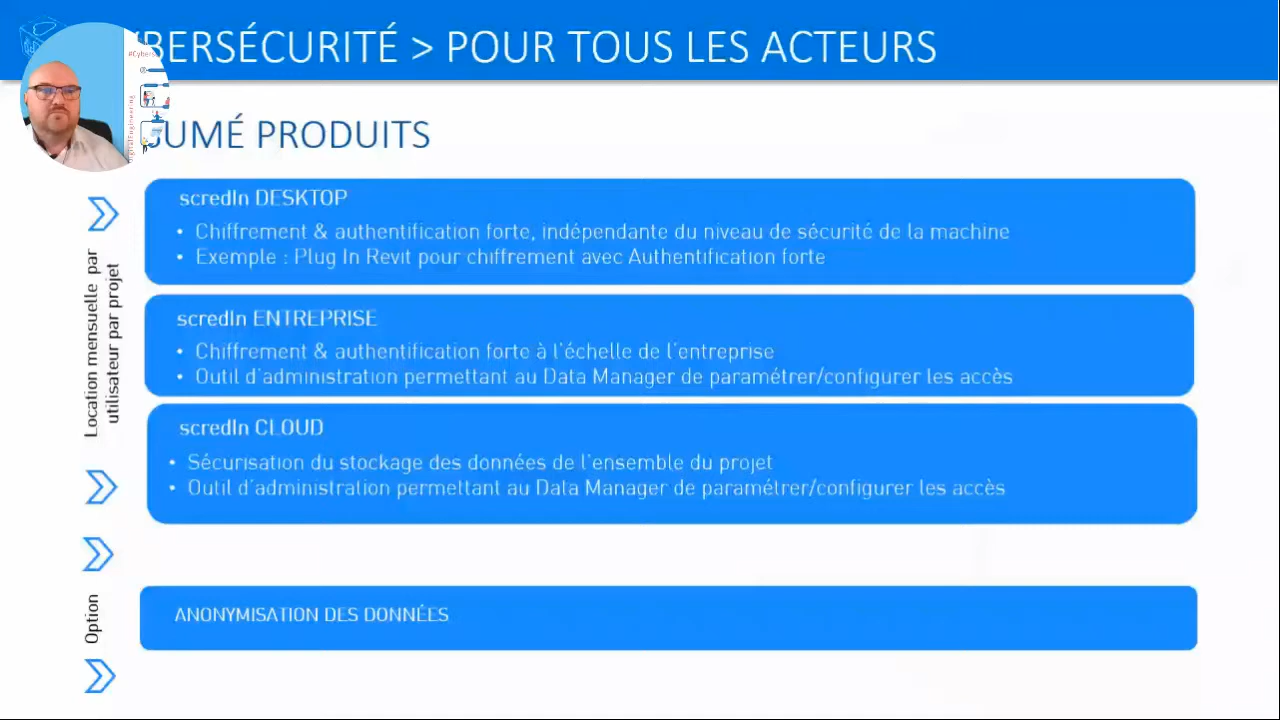 BERSÉCURITÉ > POUR TOUS LES ACTEURS
#Cybers
DigitalEngineering
SUMÉ PRODUITS
Location mensuelle par
utilisateur par projet
scredIn DESKTOP
• Chiffrement & authentification forte, indépendante du niveau de sécurité de la machine
• Exemple : Plug In Revit pour chiffrement avec Authentification forte
scredIn ENTREPRISE
• Chiffrement & authentification forte à l'échelle de l'entreprise
• Outil d'administration permettant au Data Manager de paramétrer/configurer les accès
scredIn CLOUD
• Sécurisation du stockage des données de l'ensemble du projet
• Outil d'administration permettant au Data Manager de paramétrer/configurer les accès
Option
ANONYMISATION DES DONNÉES